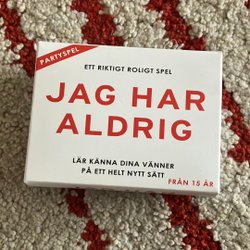 PARTYSPEL
ETT RIKTIGT ROLIGT SPEL
JAG HAR
ALDRIG
LÄR KÄNNA DINA VÄNNER
PÅ ETT HELT NYTT SÄTT
FRÅN 15 ÅR